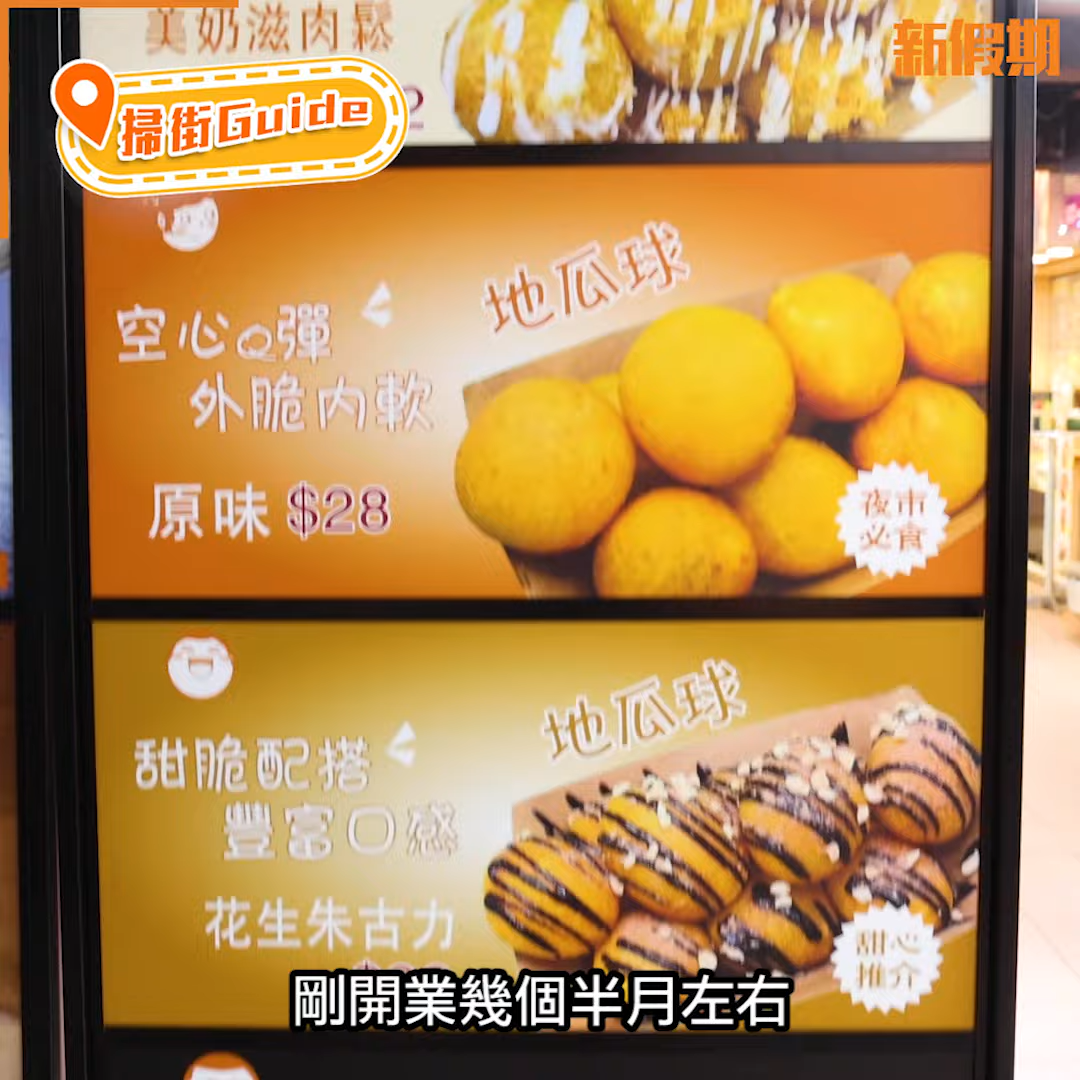 美奶滋肉鬆
新假期
掃街Guide
2
地瓜球
空心Q彈
外脆內軟
原味 $28
夜市
必食
地瓜球
甜脆配搭
豐富口感
花生朱古力
甜心
推介
剛開業幾個半月左右